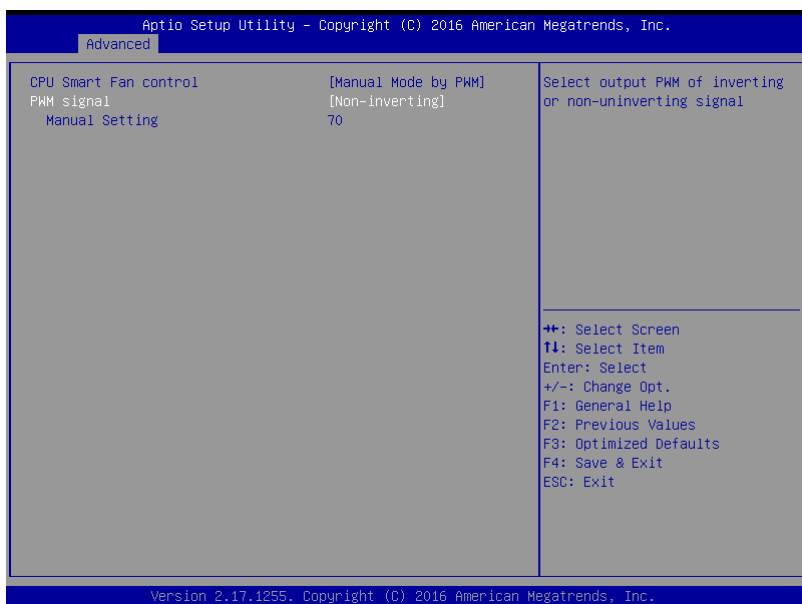 Aptio Setup Utility – Copyright (C) 2016 American Megatrends, Inc.
Advanced
CPU Smart Fan control [Manual Mode by PWM]
PWM signal [Non-inverting]
Manual Setting 70
Select output PWM of inverting
or non-uninverting signal
→←: Select Screen
↑↓: Select Item
Enter: Select
+/-: Change Opt.
F1: General Help
F2: Previous Values
F3: Optimized Defaults
F4: Save & Exit
ESC: Exit
Version 2.17.1255. Copyright (C) 2016 American Megatrends, Inc.